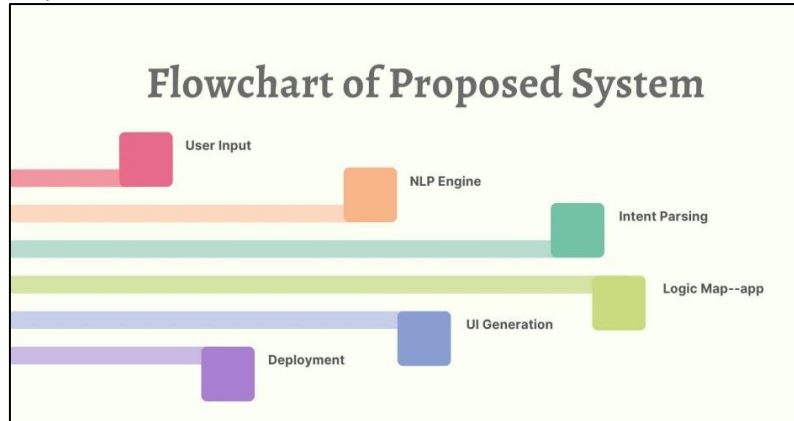 Flowchart of Proposed System
User Input
NLP Engine
Intent Parsing
Logic Map--app
UI Generation
Deployment